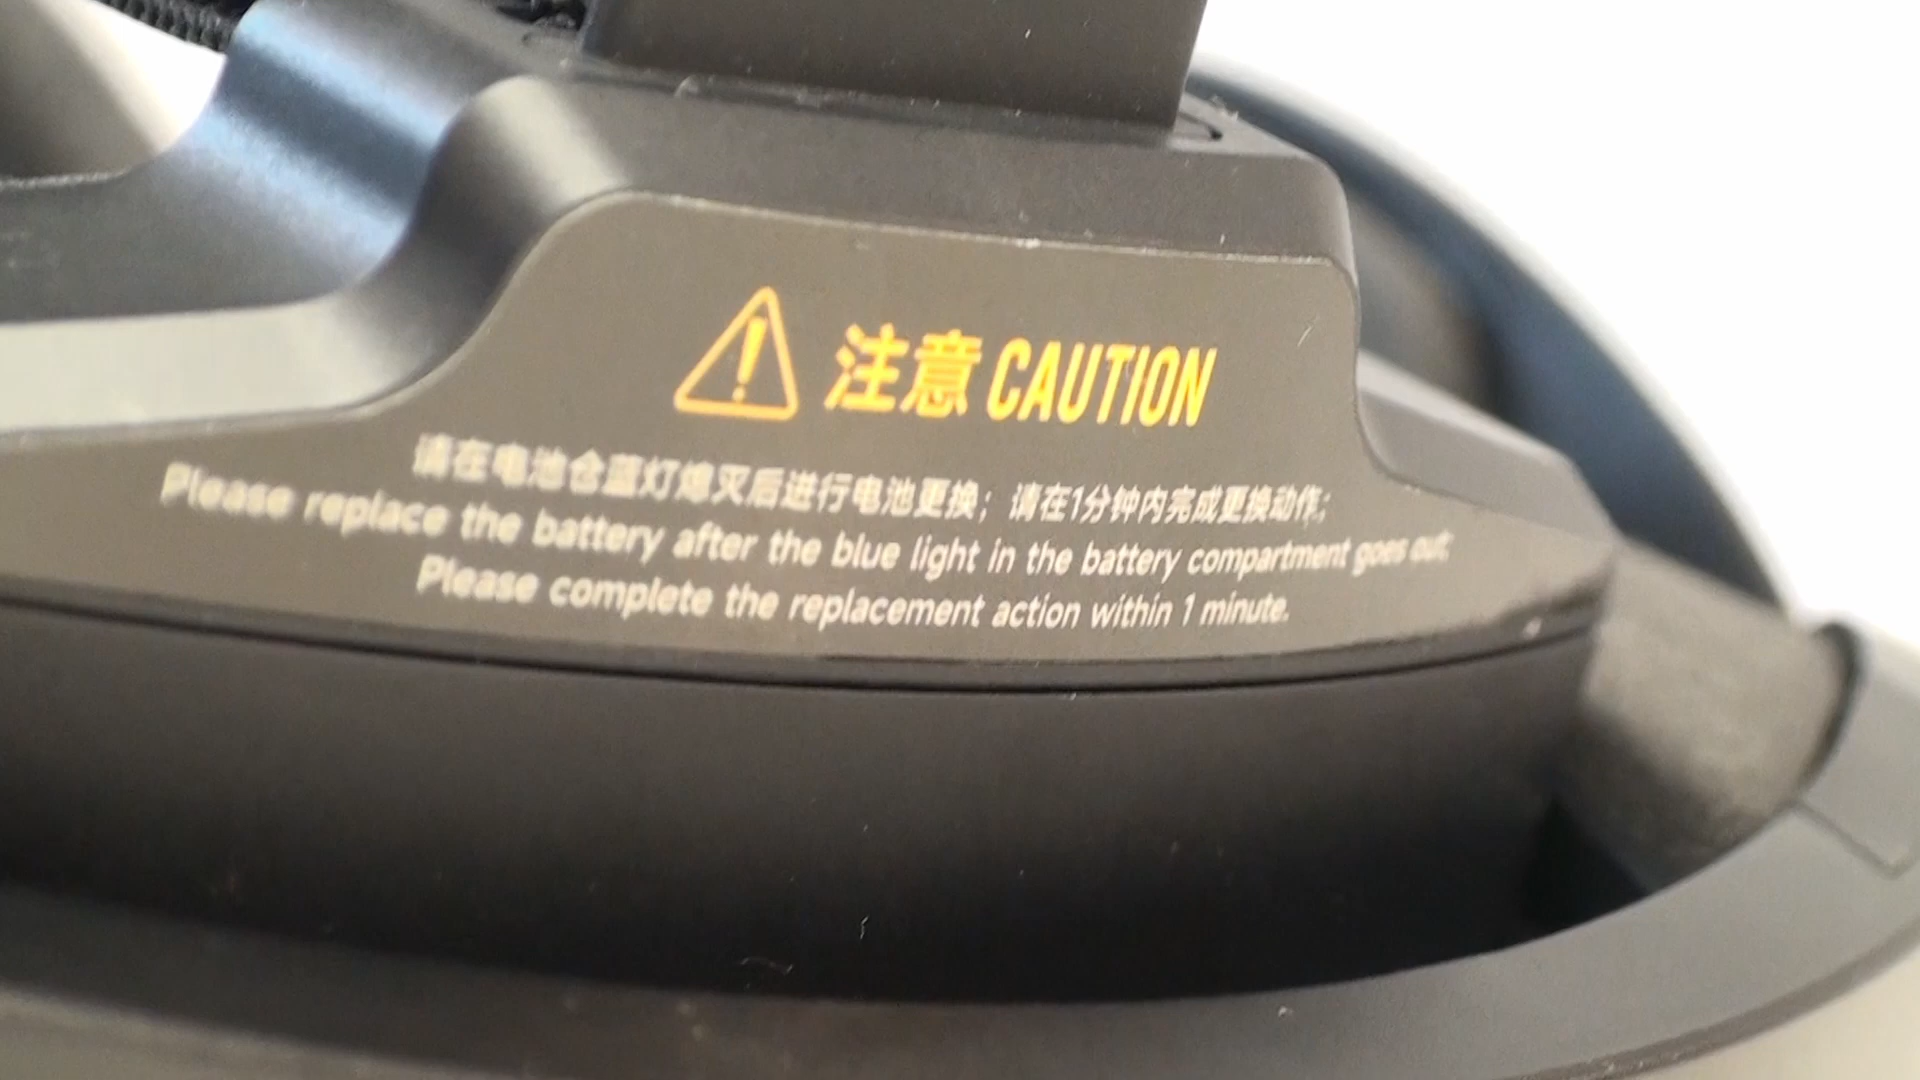 注意 CAUTION
请在电池仓蓝灯熄灭后进行电池更换；请在1分钟内完成更换动作；
Please replace the battery after the blue light in the battery compartment goes out;
Please complete the replacement action within 1 minute.